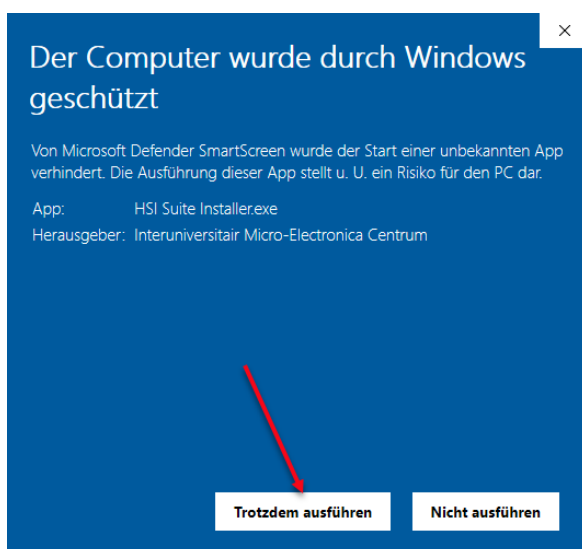 Der Computer wurde durch Windows
geschützt
Von Microsoft Defender SmartScreen wurde der Start einer unbekannten App
verhindert. Die Ausführung dieser App stellt u. U. ein Risiko für den PC dar.
App: HSI Suite Installer.exe
Herausgeber: Interuniversitair Micro-Electronica Centrum
Trotzdem ausführen Nicht ausführen